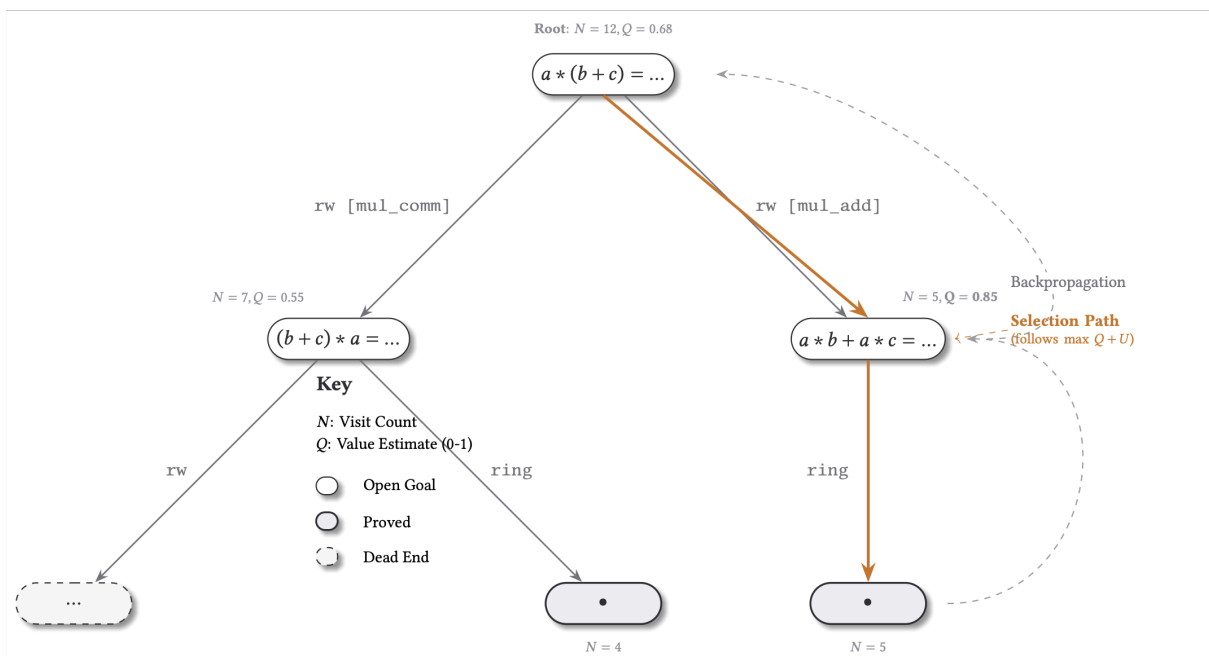 Root: N = 12, Q = 0.68
a ∗ (b + c) = ...
rw [mul_comm]
rw [mul_add]
N = 7, Q = 0.55
N = 5, Q = 0.85
Backpropagation
Selection Path
(follows max Q + U)
(b + c) ∗ a = ...
a ∗ b + a ∗ c = ...
Key
N: Visit Count
Q: Value Estimate (0-1)
rw
ring
ring
Open Goal
Proved
Dead End
...
•
•
N = 4
N = 5